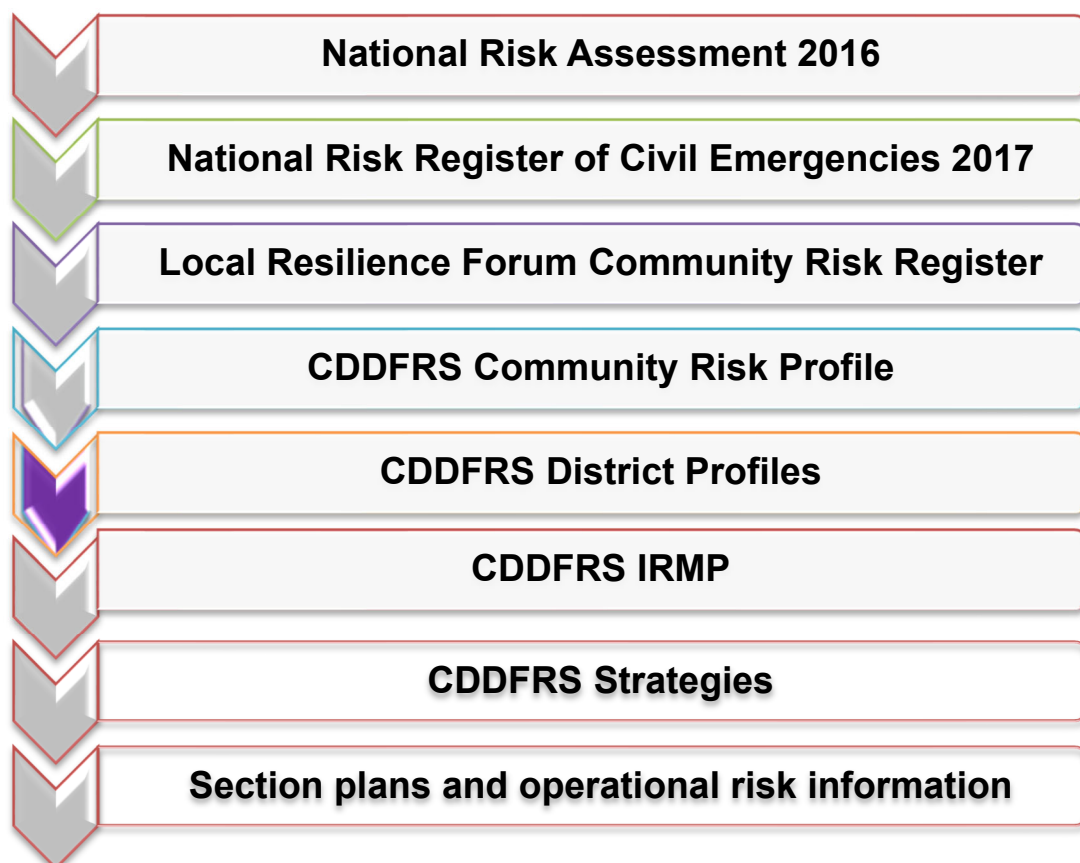 National Risk Assessment 2016
National Risk Register of Civil Emergencies 2017
Local Resilience Forum Community Risk Register
CDDFRS Community Risk Profile
CDDFRS District Profiles
CDDFRS IRMP
CDDFRS Strategies
Section plans and operational risk information